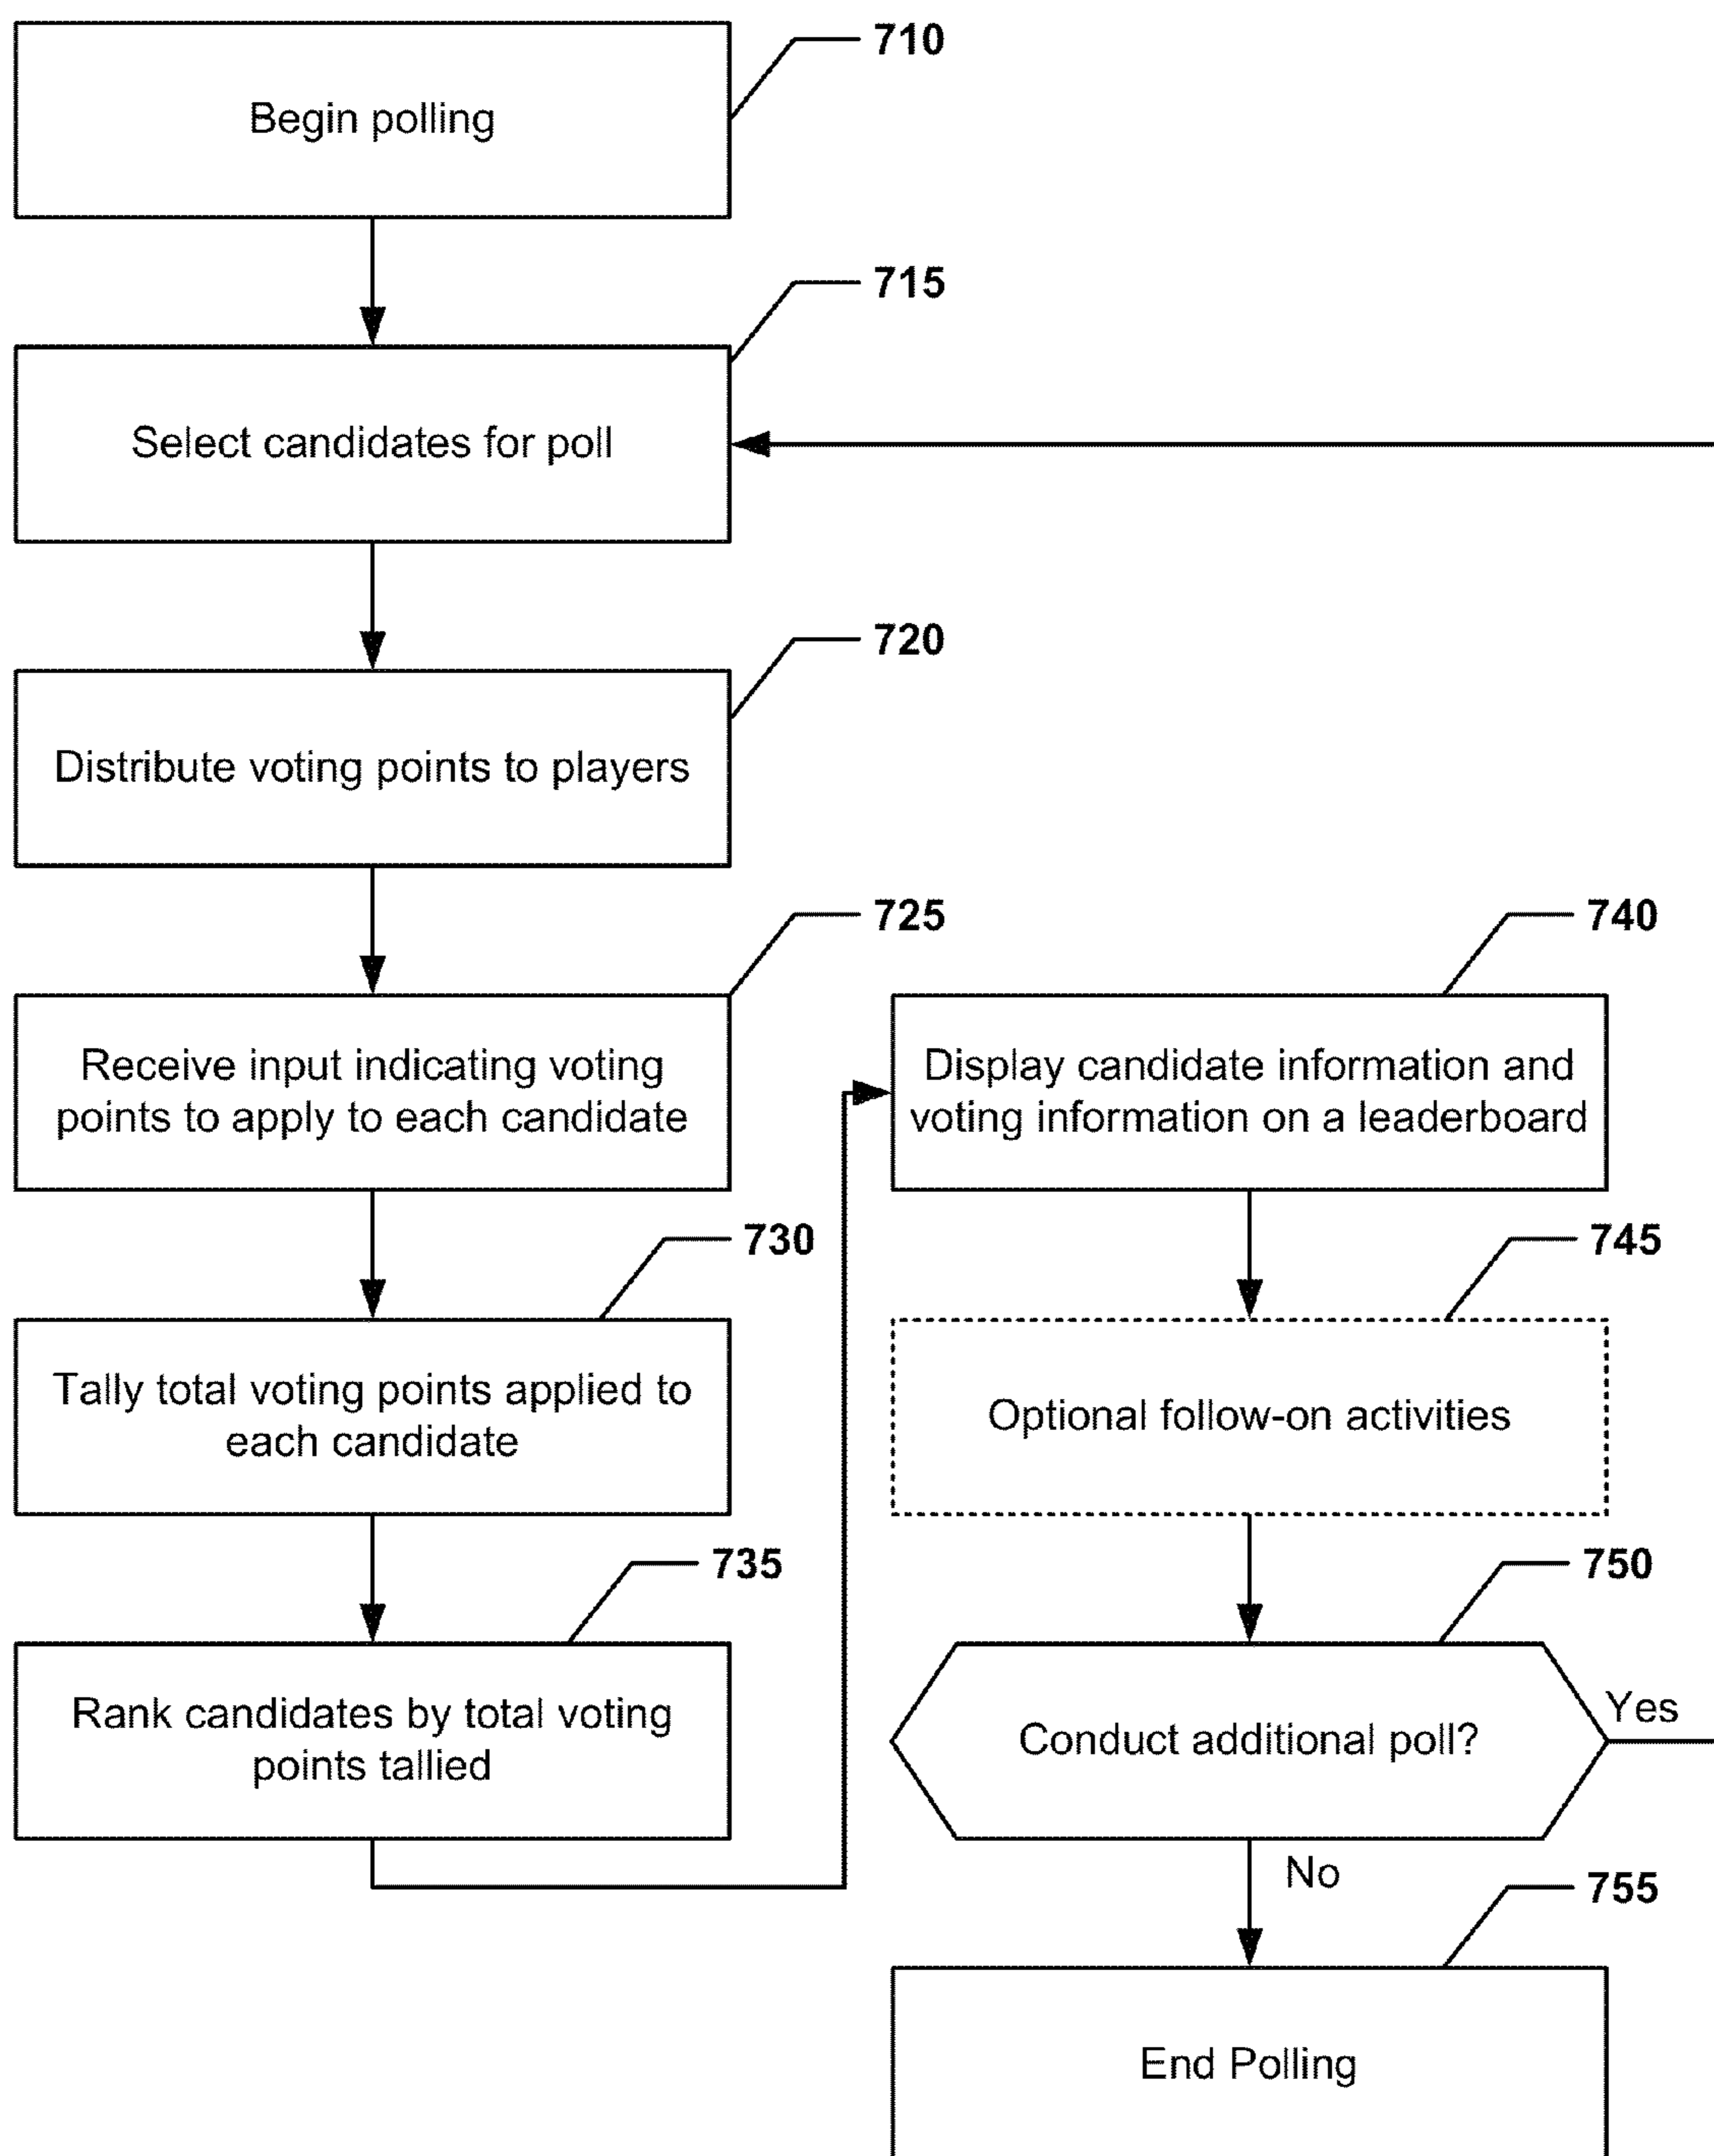 710
Begin polling
715
Select candidates for poll
720
Distribute voting points to players
725
Receive input indicating voting
points to apply to each candidate
730
Tally total voting points applied to
each candidate
735
Rank candidates by total voting
points tallied
740
Display candidate information and
voting information on a leaderboard
745
Optional follow-on activities
750
Conduct additional poll?
Yes
No
755
End Polling